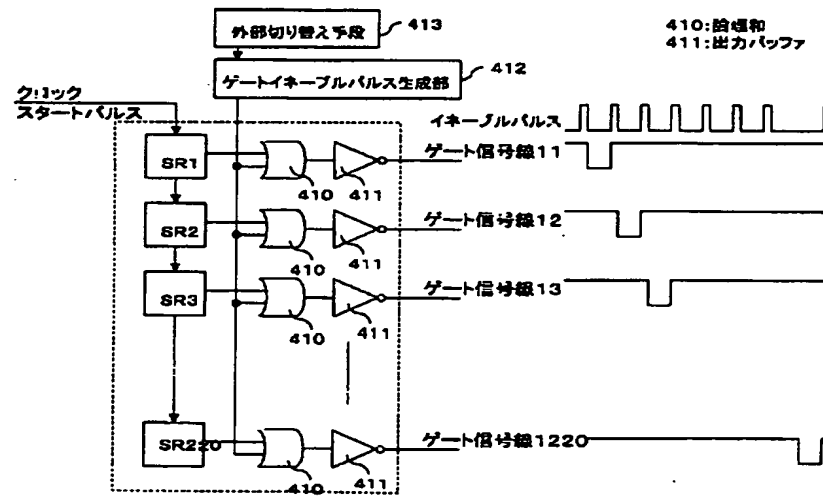 外部切り替え手段
413
410:論理和
411:出力バッファ
ゲートイネーブルパルス生成部
412
クロック
スタートパルス
イネーブルパルス
SR1
410
411
ゲート信号線11
SR2
410
411
ゲート信号線12
SR3
410
411
ゲート信号線13
SR220
410
411
ゲート信号線1220